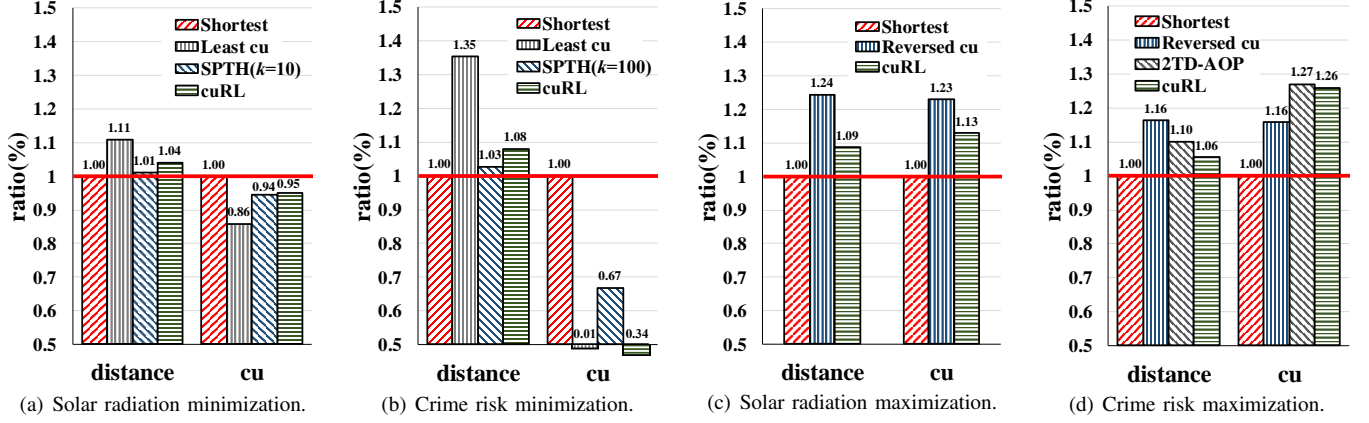 1.5
1.4
1.3
1.2
1.1
1
0.9
0.8
0.7
0.6
0.5
ratio(%)
Shortest
Least cu
SPTH(k=10)
cuRL
1.00
1.11
1.01
1.04
1.00
0.86
0.94
0.95
distance
cu
(a) Solar radiation minimization.
1.5
1.4
1.3
1.2
1.1
1
0.9
0.8
0.7
0.6
0.5
ratio(%)
Shortest
Least cu
SPTH(k=100)
cuRL
1.00
1.35
1.03
1.08
1.00
0.01
0.67
0.34
distance
cu
(b) Crime risk minimization.
1.5
1.4
1.3
1.2
1.1
1
0.9
0.8
0.7
0.6
0.5
ratio(%)
Shortest
Reversed cu
cuRL
1.00
1.24
1.09
1.00
1.23
1.13
distance
cu
(c) Solar radiation maximization.
1.5
1.4
1.3
1.2
1.1
1
0.9
0.8
0.7
0.6
0.5
ratio(%)
Shortest
Reversed cu
2TD-AOP
cuRL
1.00
1.16
1.10
1.06
1.00
1.16
1.27
1.26
distance
cu
(d) Crime risk maximization.